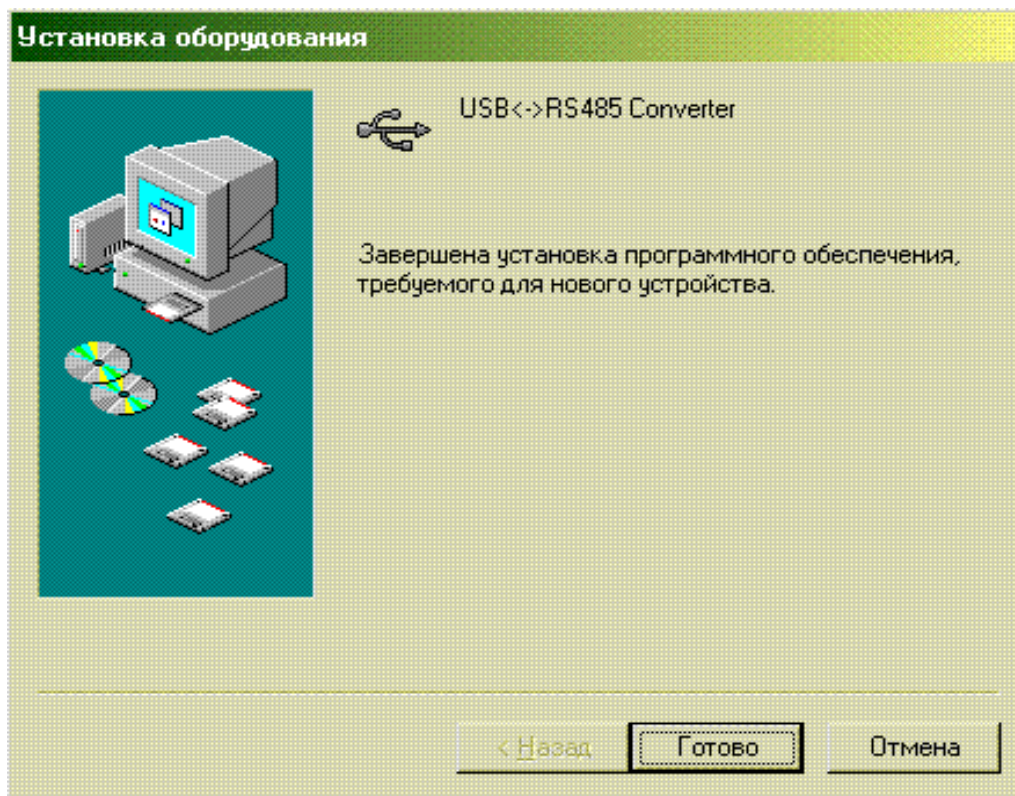 Установка оборудования
USB<->RS485 Converter
Завершена установка программного обеспечения,
требуемого для нового устройства.
< Назад
Готово
Отмена